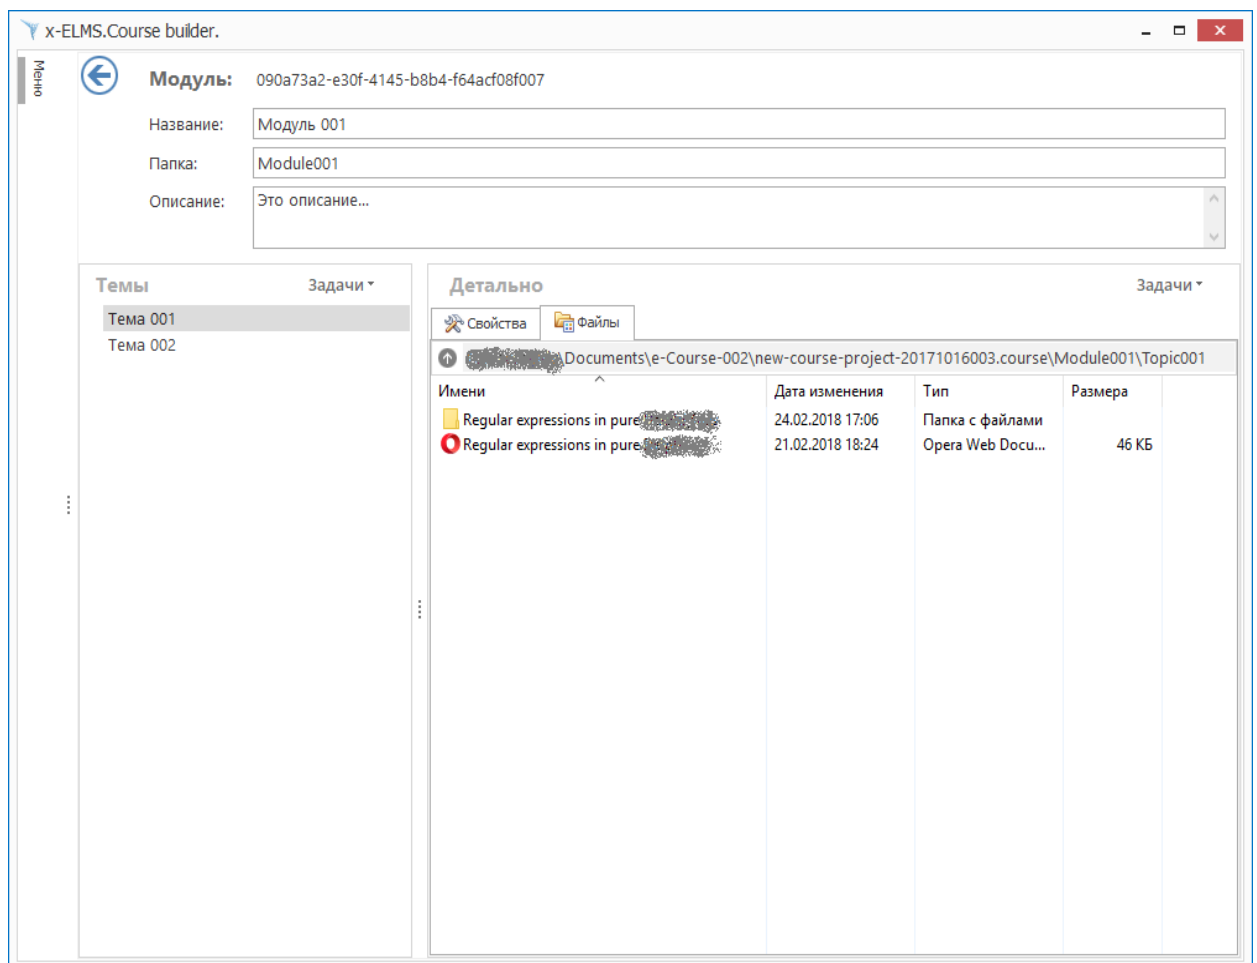 x-ELMS.Course builder.
Меню
Модуль: 090a73a2-e30f-4145-b8b4-f64acf08f007
Название: Модуль 001
Папка: Module001
Описание: Это описание...
Темы Задачи
Тема 001
Тема 002
Детально Задачи
Свойства Файлы
\Documents\e-Course-002\new-course-project-20171016003.course\Module001\Topic001
Имени Дата изменения Тип Размера
Regular expressions in pure 24.02.2018 17:06 Папка с файлами
Regular expressions in pure 21.02.2018 18:24 Opera Web Docu... 46 КБ